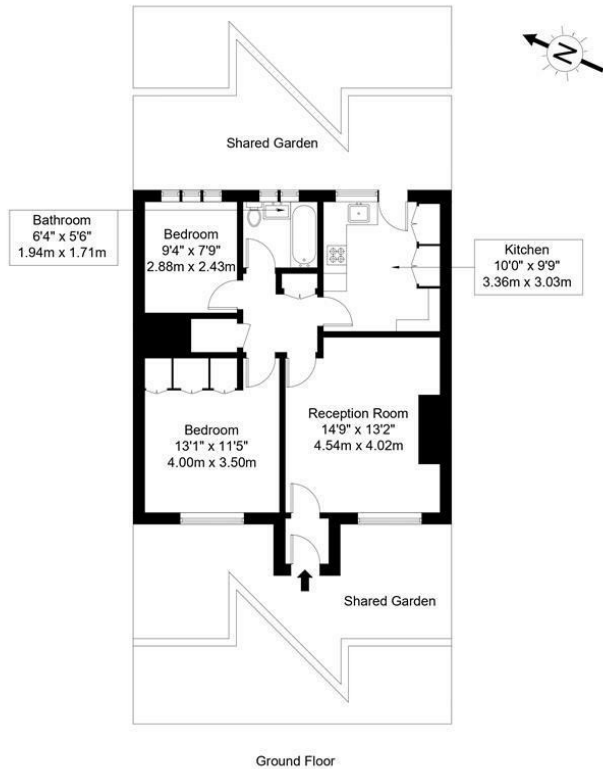 N
Shared Garden
Bathroom
6'4" x 5'6"
1.94m x 1.71m
Bedroom
9'4" x 7'9"
2.88m x 2.43m
Kitchen
10'0" x 9'9"
3.36m x 3.03m
Bedroom
13'1" x 11'5"
4.00m x 3.50m
Reception Room
14'9" x 13'2"
4.54m x 4.02m
Shared Garden
Ground Floor